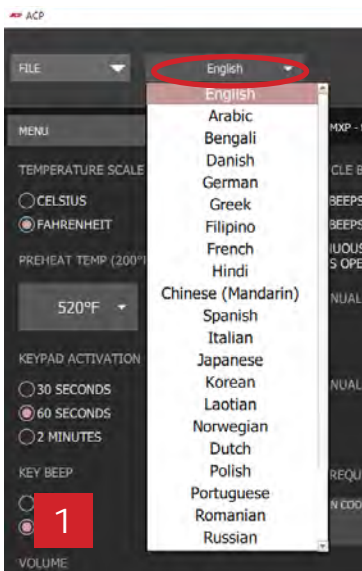 ACP
FILE
English
MENU
TEMPERATURE SCALE
CELSIUS
FAHRENHEIT
PREHEAT TEMP (200°
520°F
KEYPAD ACTIVATION
30 SECONDS
60 SECONDS
2 MINUTES
KEY BEEP
1
VOLUME
English
Arabic
Bengali
Danish
German
Greek
Filipino
French
Hindi
Chinese (Mandarin)
Spanish
Italian
Japanese
Korean
Laotian
Norwegian
Dutch
Polish
Portuguese
Romanian
Russian
MXP -
CLE B
BEEPS
BEEPS
UOUS
S OPE
NUAL
NUAL
REQU
N COO